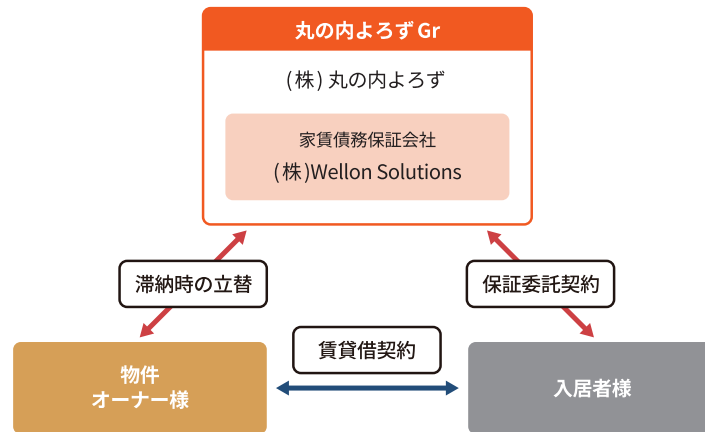 丸の内よろずGr
(株)丸の内よろず
家賃債務保証会社
(株)Wellon Solutions
滞納時の立替
保証委託契約
賃貸借契約
物件
オーナー様
入居者様